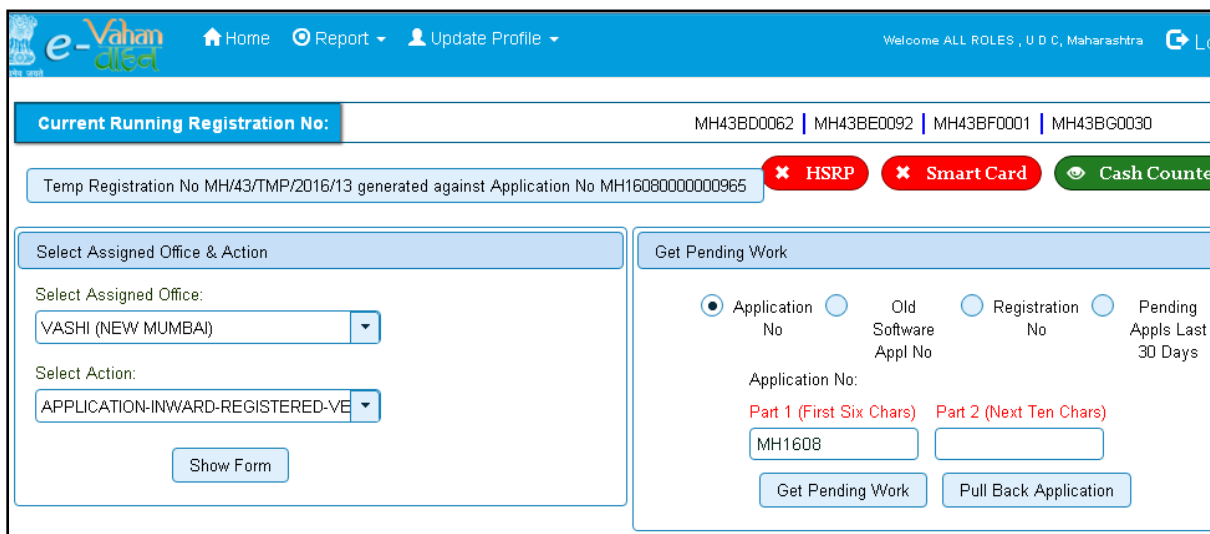 e-Vahan
वाहन
Home Report Update Profile Welcome ALL ROLES , U D C, Maharashtra Lo
Current Running Registration No: MH43BD0062 | MH43BE0092 | MH43BF0001 | MH43BG0030
Temp Registration No MH/43/TMP/2016/13 generated against Application No MH16080000000965
HSRP Smart Card Cash Counte
Select Assigned Office & Action
Select Assigned Office:
VASHI (NEW MUMBAI)
Select Action:
APPLICATION-INWARD-REGISTERED-VE
Show Form
Get Pending Work
Application No
Old Software Appl No
Registration No
Pending Appls Last 30 Days
Application No:
Part 1 (First Six Chars) Part 2 (Next Ten Chars)
MH1608
Get Pending Work Pull Back Application